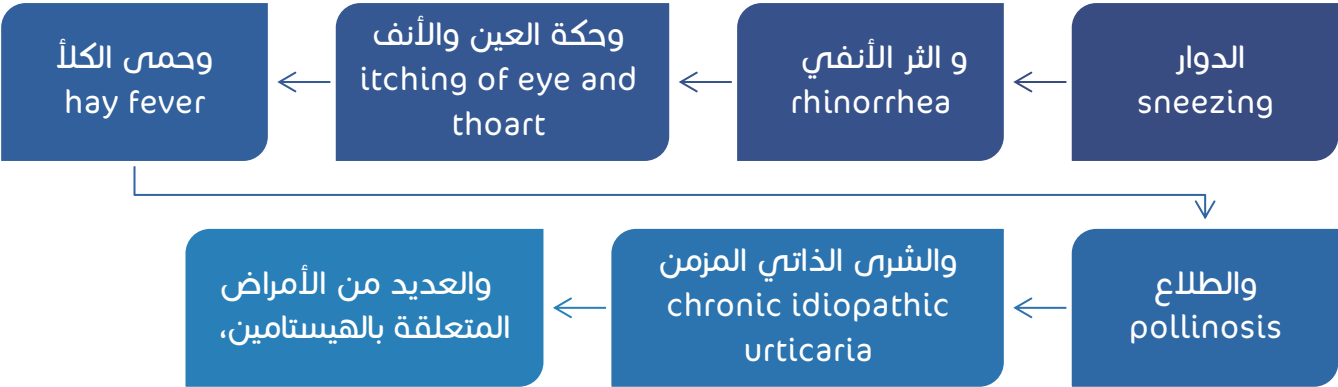 الدوار
sneezing
و الثر الأنفي
rhinorrhea
وحكة العين والأنف
itching of eye and
thoart
وحمى الكلأ
hay fever
والطلاع
pollinosis
والشرى الذاتي المزمن
chronic idiopathic
urticaria
والعديد من الأمراض
المتعلقة بالهيستامين،